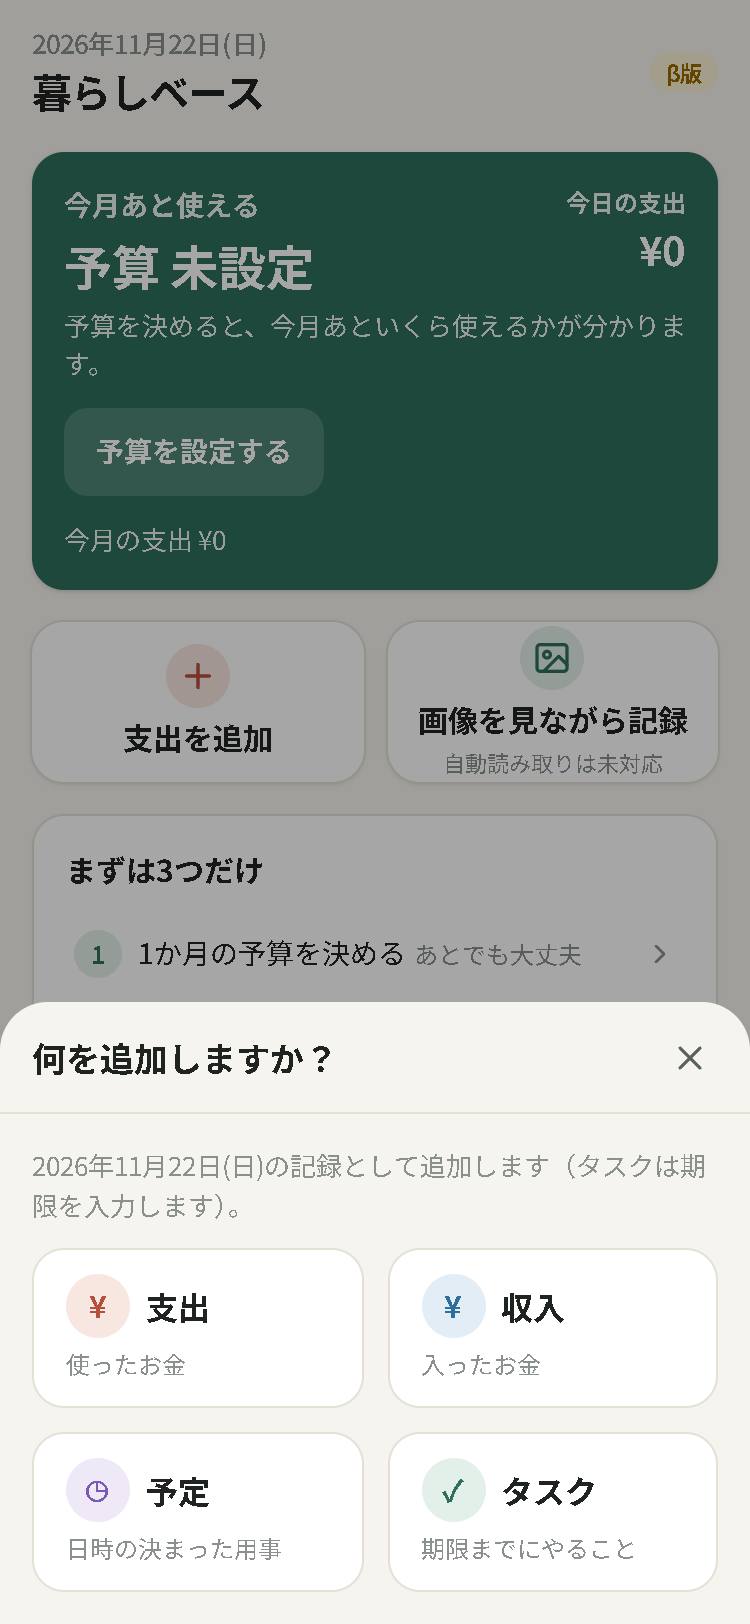 2026年11月22日(日)
暮らしベース
β版
今月あと使える
今日の支出
予算 未設定
¥0
予算を決めると、今月あといくら使えるかが分かりま
す。
予算を設定する
今月の支出 ¥0
支出を追加
画像を見ながら記録
自動読み取りは未対応
まずは3つだけ
1 1か月の予算を決める あとでも大丈夫
何を追加しますか？
2026年11月22日(日)の記録として追加します（タスクは期
限を入力します）。
¥ 支出
使ったお金
¥ 収入
入ったお金
予定
日時の決まった用事
タスク
期限までにやること